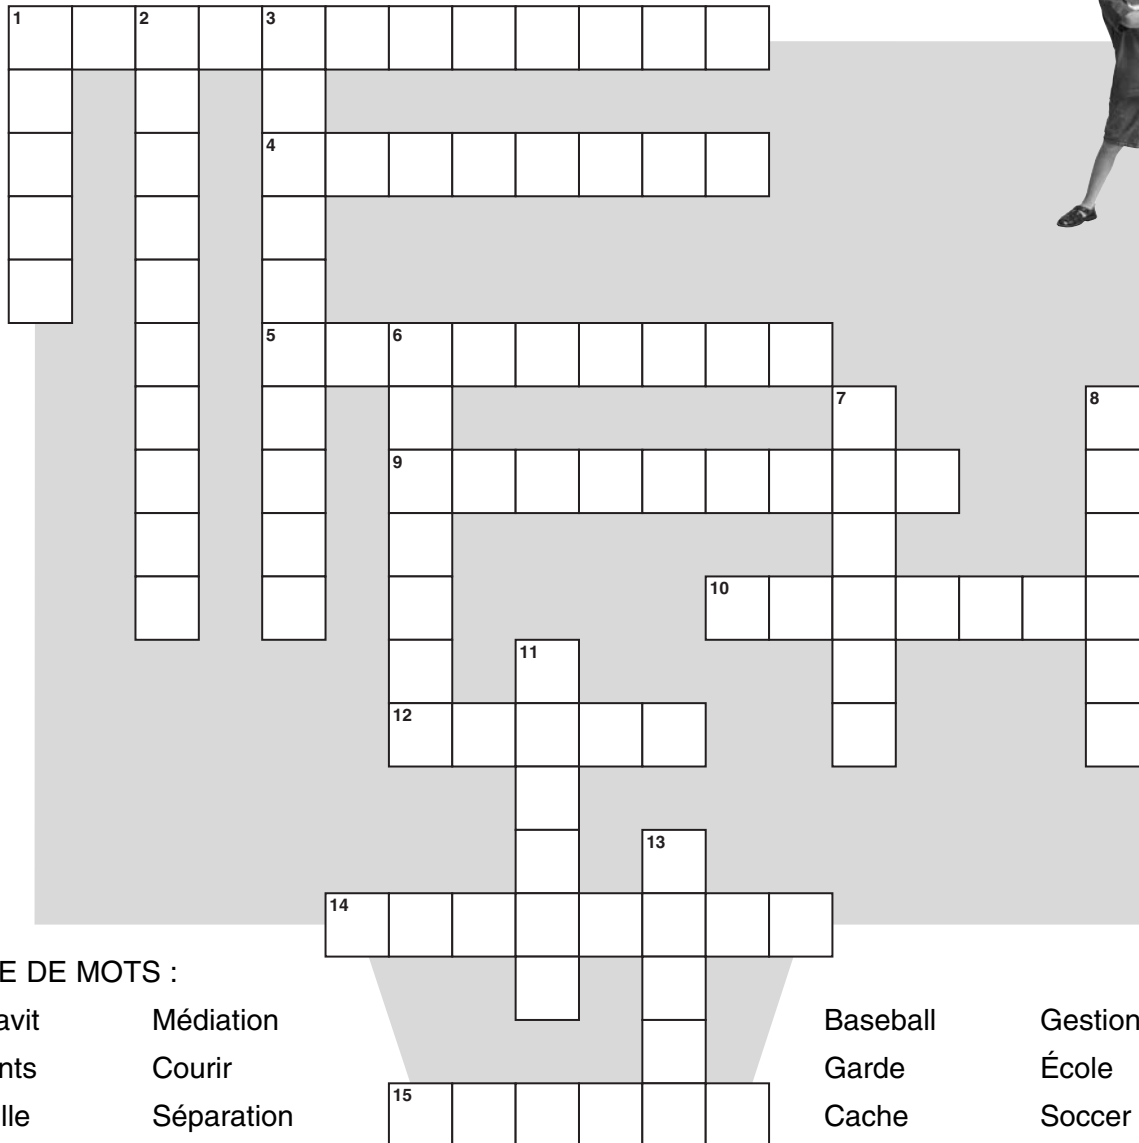 1 2 3
4
5 6
7 8
9
10
11
12
13
14
E DE MOTS :
avit Médiation Baseball Gestion
nts Courir Garde École
lle Séparation Cache Soccer
15